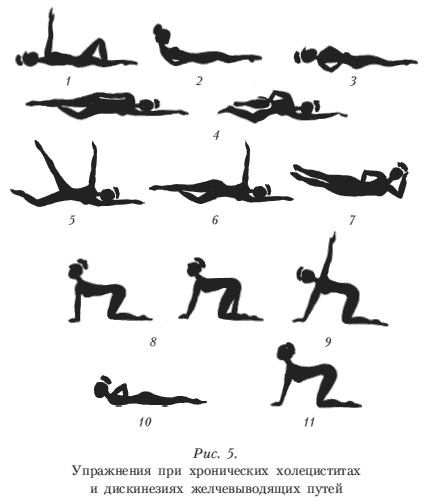 1 2 3
4
5 6 7
8 9
10 11
Рис. 5.
Упражнения при хронических холециститах
и дискинезиях желчевыводящих путей